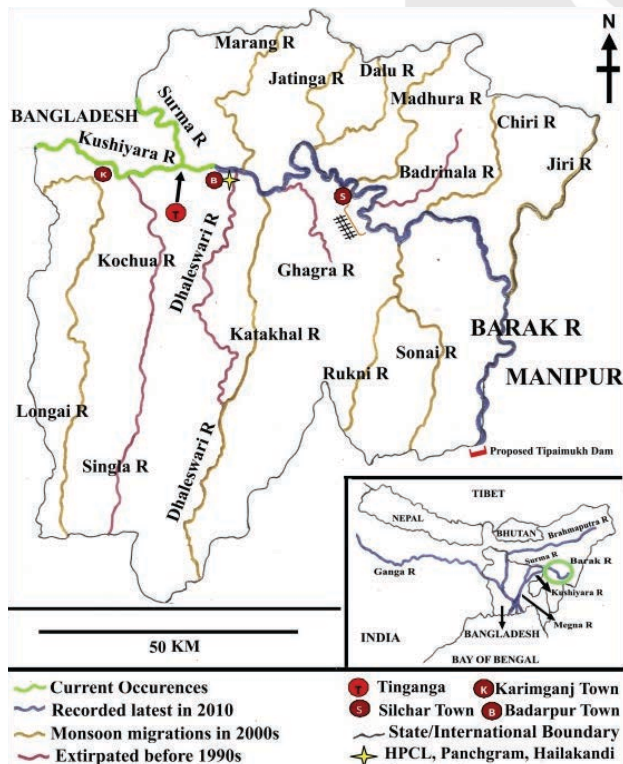 N
Marang R
Jatinga R
Dalu R
Madhura R
Chiri R
Jiri R
BANGLADESH
Surma R
Kushiyara R
Badrinala R
K
B
S
T
Kochua R
Dhaleswari R
Ghagra R
Katakhal R
BARAK R
MANIPUR
Rukni R
Sonai R
Longai R
Singla R
Dhaleswari R
Proposed Tipaimukh Dam
TIBET
NEPAL
BHUTAN
Brahmaputra R
Surma R
Barak R
Ganga R
Kushiyara R
Megna R
INDIA
BANGLADESH
BAY OF BENGAL
50 KM
Current Occurences
Recorded latest in 2010
Monsoon migrations in 2000s
Extirpated before 1990s
T Tinganga
K Karimganj Town
S Silchar Town
B Badarpur Town
State/International Boundary
HPCL, Panchgram, Hailakandi